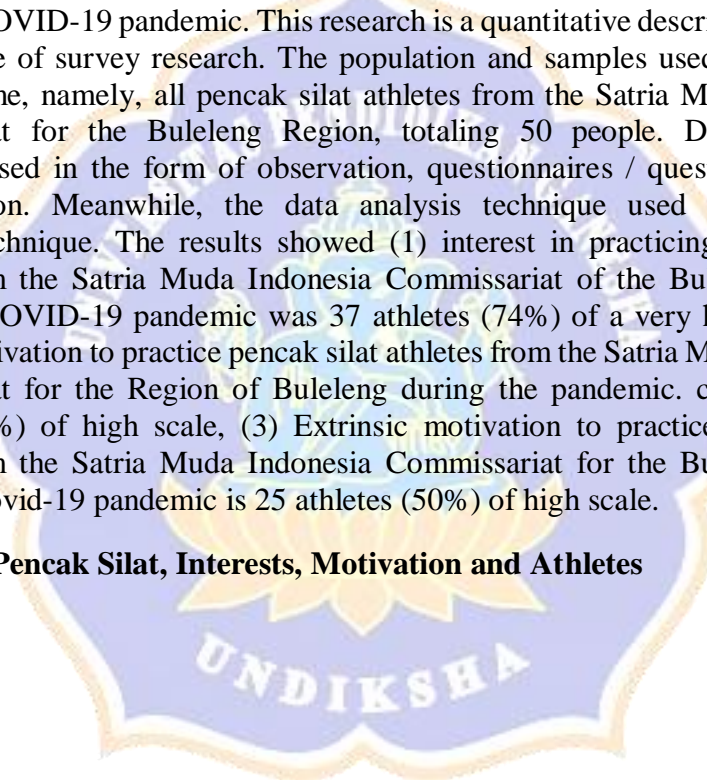 OVID-19 pandemic. This research is a quantitative descri
e of survey research. The population and samples used
ne, namely, all pencak silat athletes from the Satria M
at for the Buleleng Region, totaling 50 people. D
sed in the form of observation, questionnaires / ques
on. Meanwhile, the data analysis technique used
chnique. The results showed (1) interest in practicing
n the Satria Muda Indonesia Commissariat of the Bu
OVID-19 pandemic was 37 athletes (74%) of a very h
ivation to practice pencak silat athletes from the Satria M
at for the Region of Buleleng during the pandemic. c
%) of high scale, (3) Extrinsic motivation to practice
n the Satria Muda Indonesia Commissariat for the Bu
ovid-19 pandemic is 25 athletes (50%) of high scale.
Pencak Silat, Interests, Motivation and Athletes
UNIVERSITAS PENDIDIKAN GANESHA
UNDIKSHA